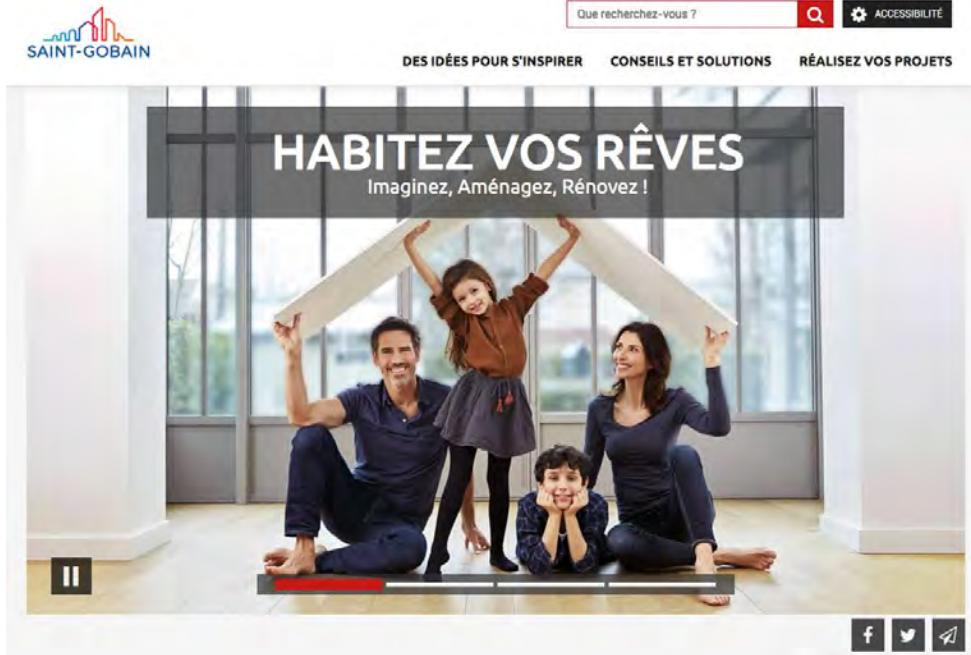 SAINT-GOBAIN
Que recherchez-vous ?
ACCESSIBILITÉ
DES IDÉES POUR S'INSPIRER
CONSEILS ET SOLUTIONS
RÉALISEZ VOS PROJETS
HABITEZ VOS RÊVES
Imaginez, Aménagez, Rénovez !